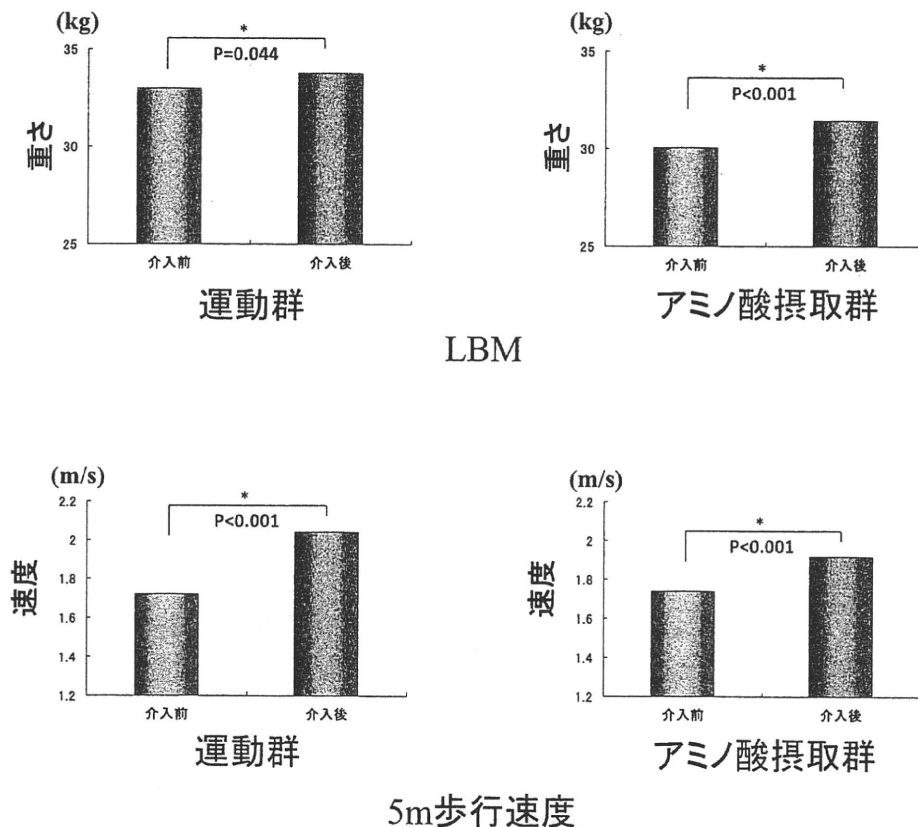 (kg)
*
P=0.044
35
30
25
重さ
介入前
介入後
運動群
*
P<0.001
35
30
25
重さ
介入前
介入後
アミノ酸摂取群
LBM
(m/s)
*
P<0.001
2.2
2
1.8
1.6
1.4
1.2
速度
介入前
介入後
運動群
(m/s)
*
P<0.001
2.2
2
1.8
1.6
1.4
1.2
速度
介入前
介入後
アミノ酸摂取群
5m歩行速度